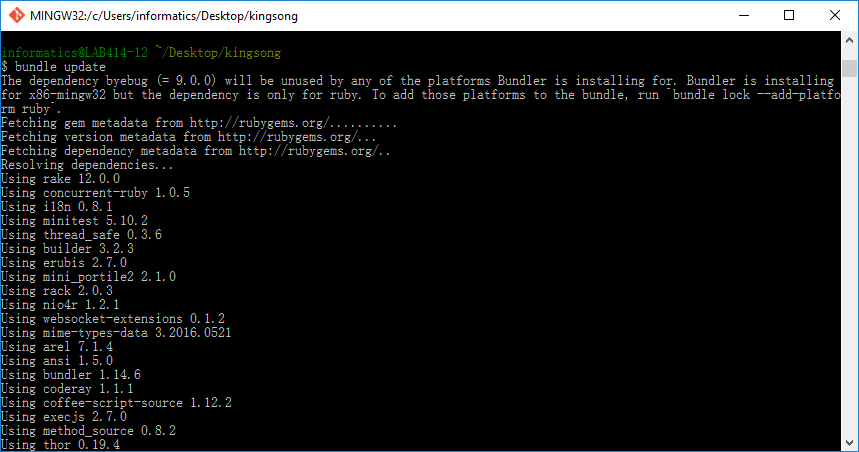 MINGW32:/c/Users/informatics/Desktop/kingsong
informatics@LAB414-12 ~/Desktop/kingsong
$ bundle update
The dependency byebug (= 9.0.0) will be unused by any of the platforms Bundler is installing for. Bundler is installing
for x86-mingw32 but the dependency is only for ruby. To add those platforms to the bundle, run `bundle lock --add-platfo
rm ruby`.
Fetching gem metadata from http://rubygems.org/..........
Fetching version metadata from http://rubygems.org/...
Fetching dependency metadata from http://rubygems.org/..
Resolving dependencies...
Using rake 12.0.0
Using concurrent-ruby 1.0.5
Using i18n 0.8.1
Using minitest 5.10.2
Using thread_safe 0.3.6
Using builder 3.2.3
Using erubis 2.7.0
Using mini_portile2 2.1.0
Using rack 2.0.3
Using nio4r 1.2.1
Using websocket-extensions 0.1.2
Using mime-types-data 3.2016.0521
Using arel 7.1.4
Using ansi 1.5.0
Using bundler 1.14.6
Using coderay 1.1.1
Using coffee-script-source 1.12.2
Using execjs 2.7.0
Using method_source 0.8.2
Using thor 0.19.4